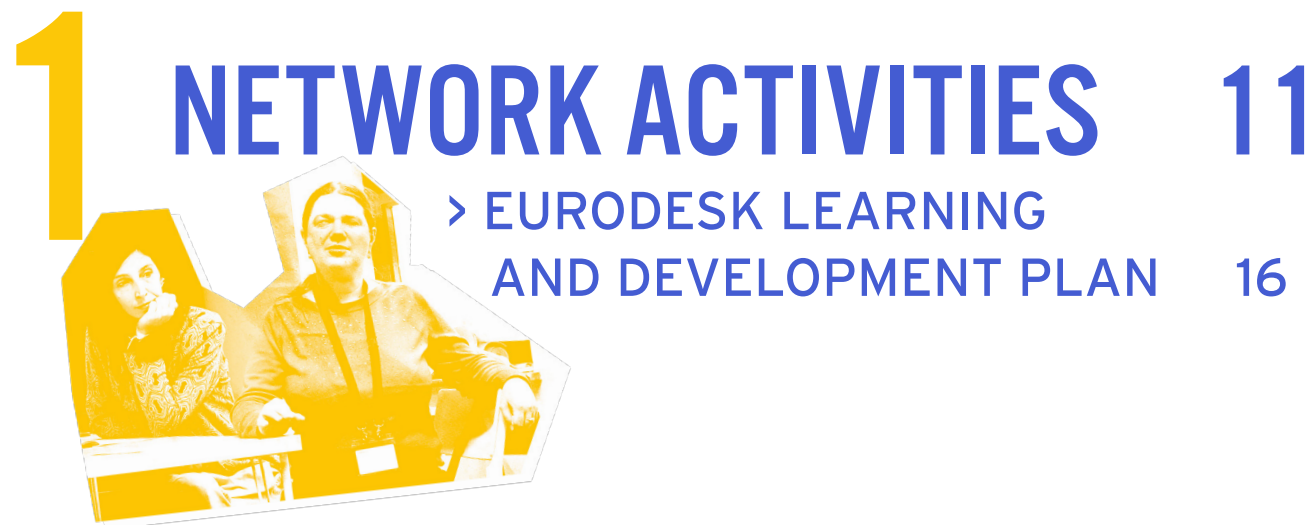 1 NETWORK ACTIVITIES 11
> EURODESK LEARNING
AND DEVELOPMENT PLAN 16